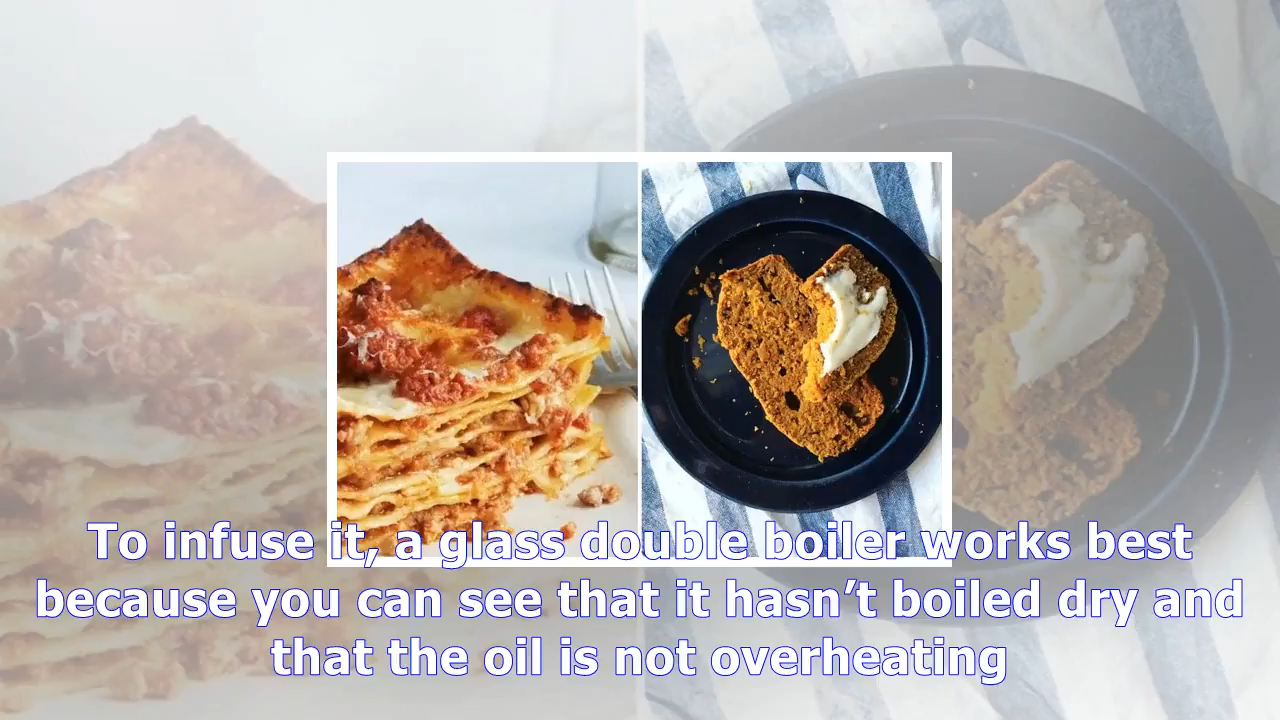 To infuse it, a glass double boiler works best
because you can see that it hasn’t boiled dry and
that the oil is not overheating